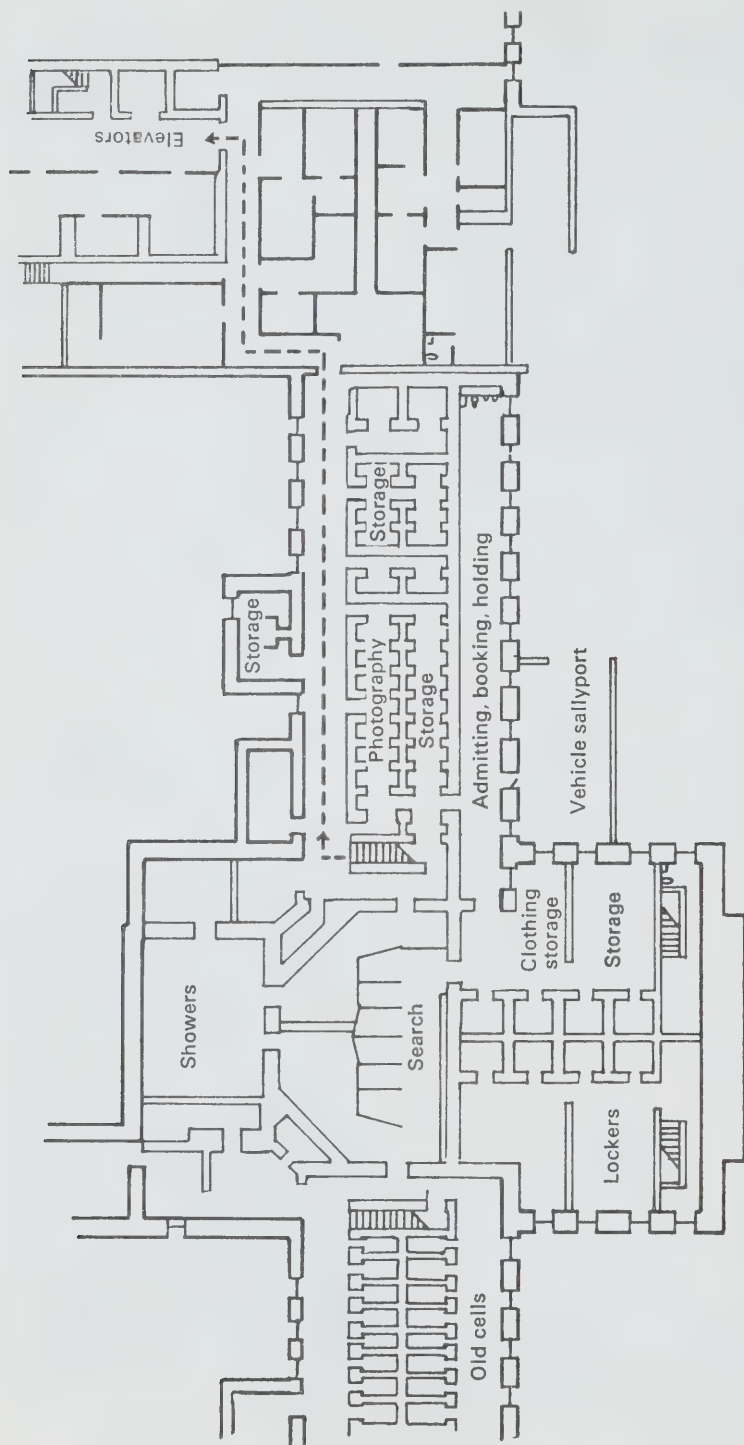 Elevators
Showers
Storage
Photography
Storage
Storage
Search
Old cells
Admitting, booking, holding
Clothing
storage
Vehicle sallyport
Lockers
Storage